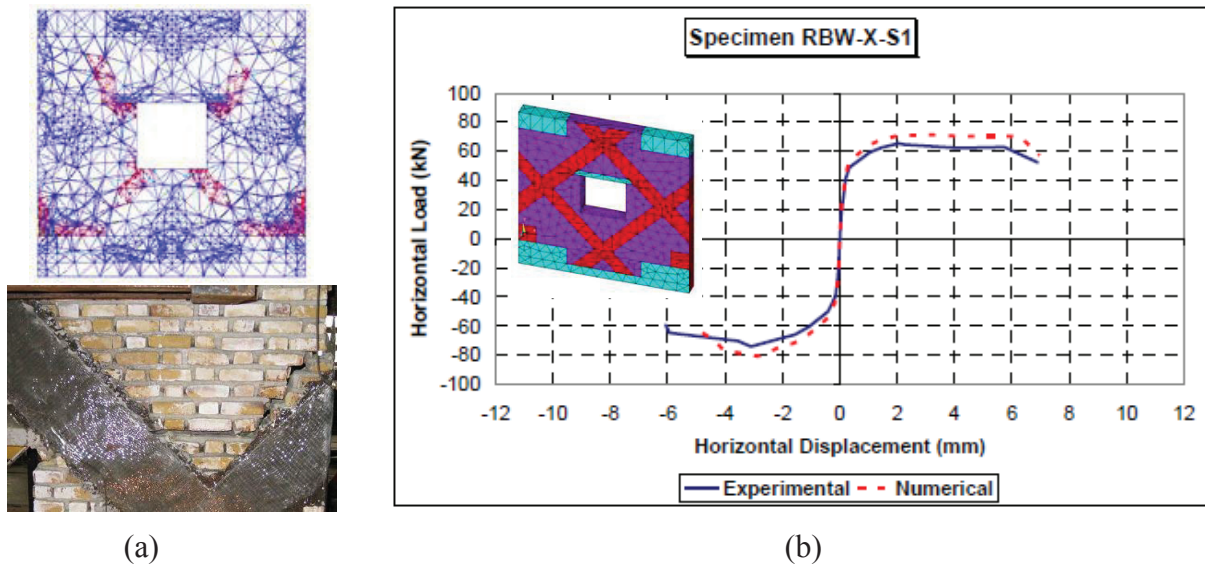 Specimen RBW-X-S1
Horizontal Load (kN)
100
80
60
40
20
0
-20
-40
-60
-80
-100
-12 -10 -8 -6 -4 -2 0 2 4 6 8 10 12
Horizontal Displacement (mm)
Experimental Numerical
(a) (b)